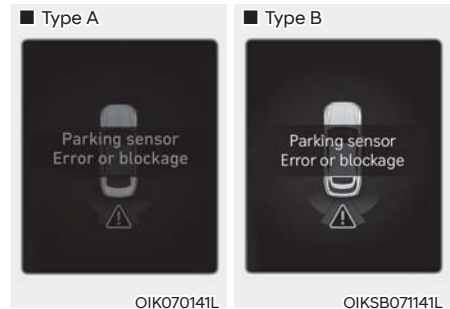 ■ Type A
Parking sensor
Error or blockage
OIK070141L
■ Type B
Parking sensor
Error or blockage
OIKSB071141L